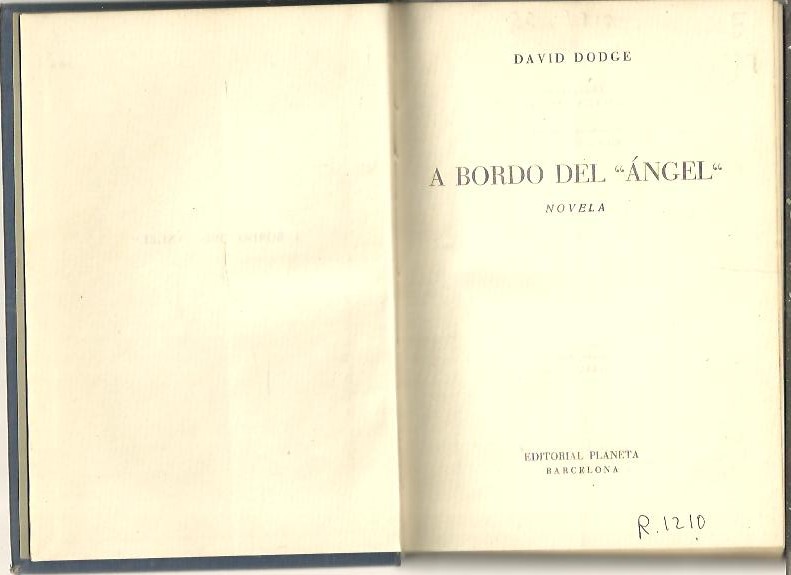 DAVID DODGE
A BORDO DEL “ÁNGEL“
NOVELA
EDITORIAL PLANETA
BARCELONA
R.1210